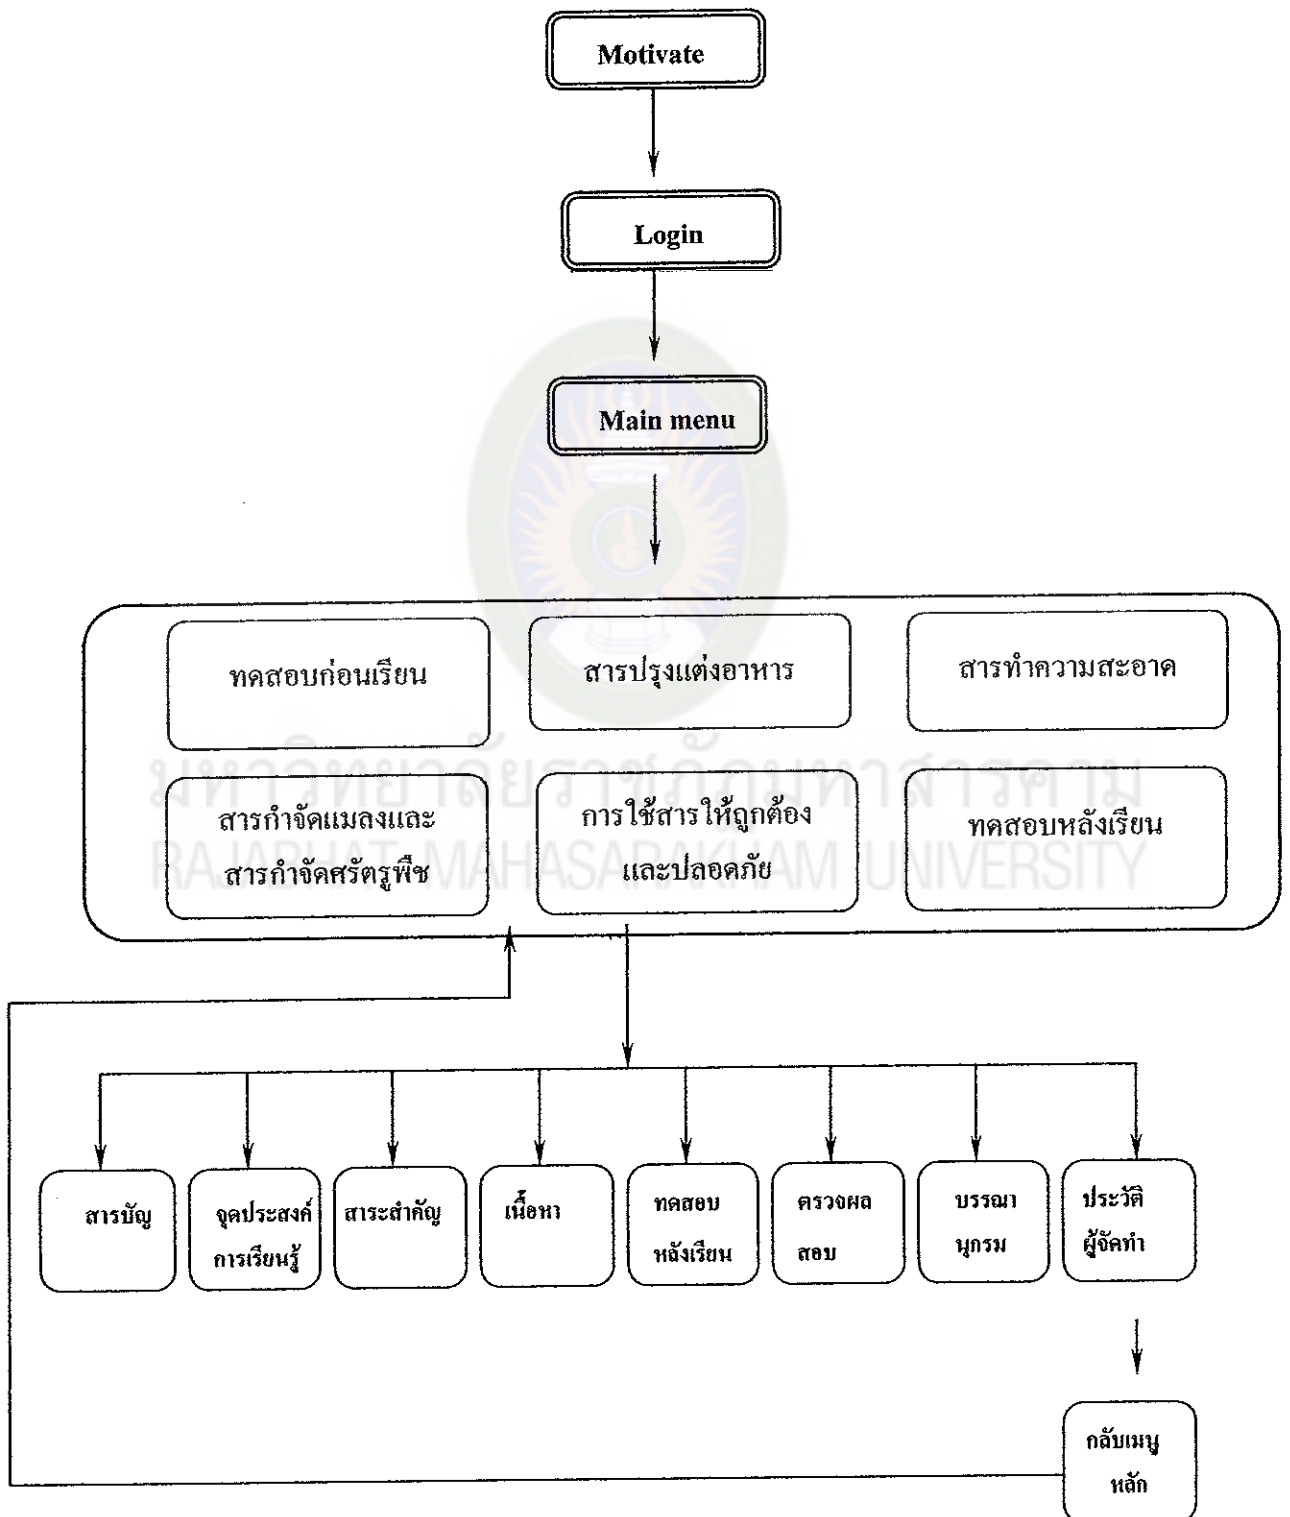 Motivate
Login
Main menu
ทดสอบก่อนเรียน
สารปรุงแต่งอาหาร
สารทำความสะอาด
สารกำจัดแมลงและ
สารกำจัดศรัตรูพืช
การใช้สารให้ถูกต้อง
และปลอดภัย
ทดสอบหลังเรียน
มหาวิทยาลัยราชภัฏมหาสารคาม
RAJABHAT MAHASARAKHAM UNIVERSITY
สารบัญ
จุดประสงค์
การเรียนรู้
สาระสำคัญ
เนื้อหา
ทดสอบ
หลังเรียน
ตรวจผล
สอบ
บรรณา
นุกรม
ประวัติ
ผู้จัดทำ
กลับเมนู
หลัก